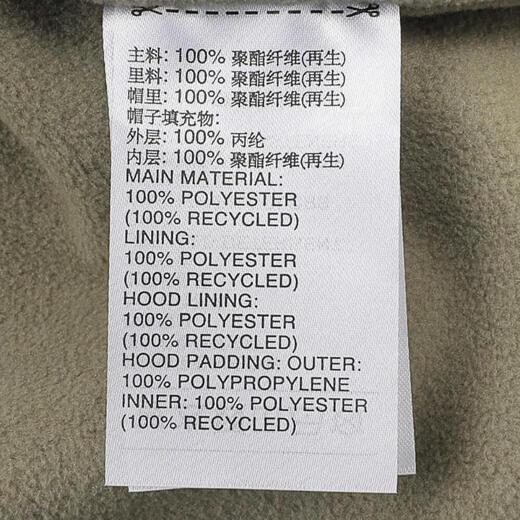 主料: 100% 聚酯纤维(再生)
里料: 100% 聚酯纤维(再生)
帽里: 100% 聚酯纤维(再生)
帽子填充物:
外层: 100% 丙纶
内层: 100% 聚酯纤维(再生)
MAIN MATERIAL:
100% POLYESTER
(100% RECYCLED)
LINING:
100% POLYESTER
(100% RECYCLED)
HOOD LINING:
100% POLYESTER
(100% RECYCLED)
HOOD PADDING: OUTER:
100% POLYPROPYLENE
INNER: 100% POLYESTER
(100% RECYCLED)